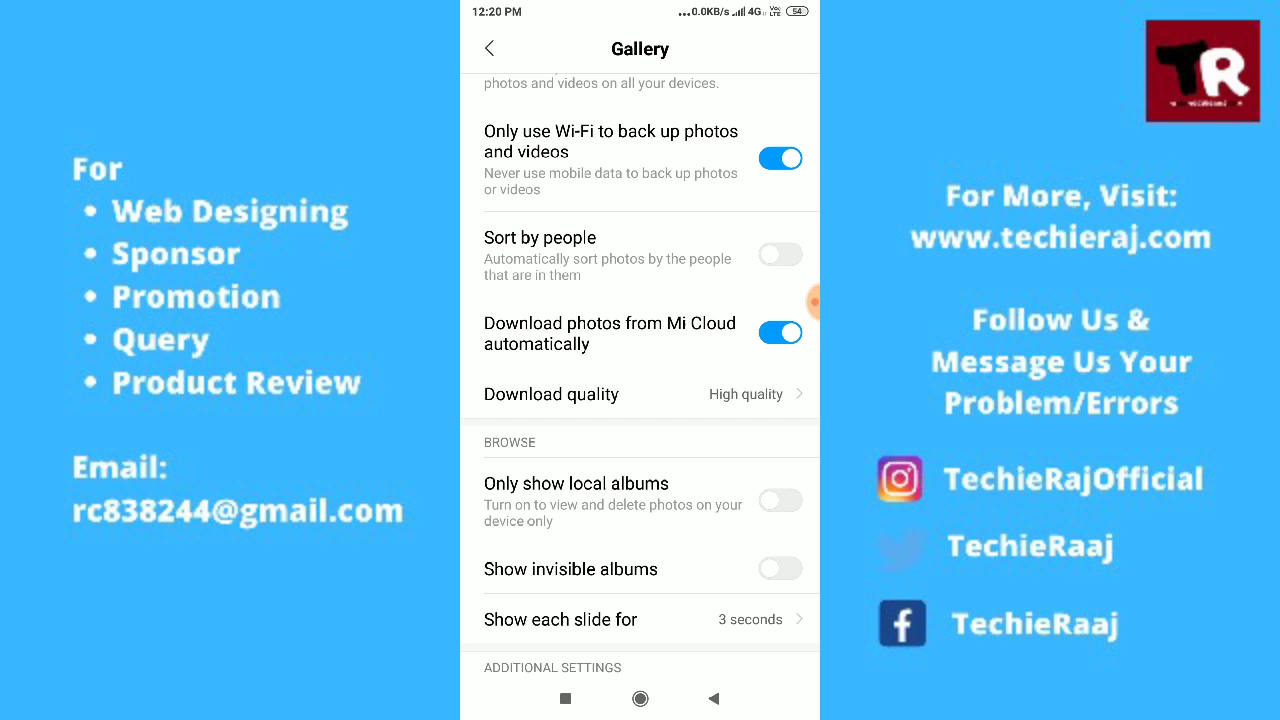 For
• Web Designing
• Sponsor
• Promotion
• Query
• Product Review
Email:
rc838244@gmail.com
12:20 PM
...0.0KB/s 4G Vo LTE 54
Gallery
photos and videos on all your devices.
Only use Wi-Fi to back up photos
and videos
Never use mobile data to back up photos
or videos
Sort by people
Automatically sort photos by the people
that are in them
Download photos from Mi Cloud
automatically
Download quality
High quality
BROWSE
Only show local albums
Turn on to view and delete photos on your
device only
Show invisible albums
Show each slide for
3 seconds
ADDITIONAL SETTINGS
TR
For More, Visit:
www.techieraj.com
Follow Us &
Message Us Your
Problem/Errors
TechieRajOfficial
TechieRaaj
TechieRaaj